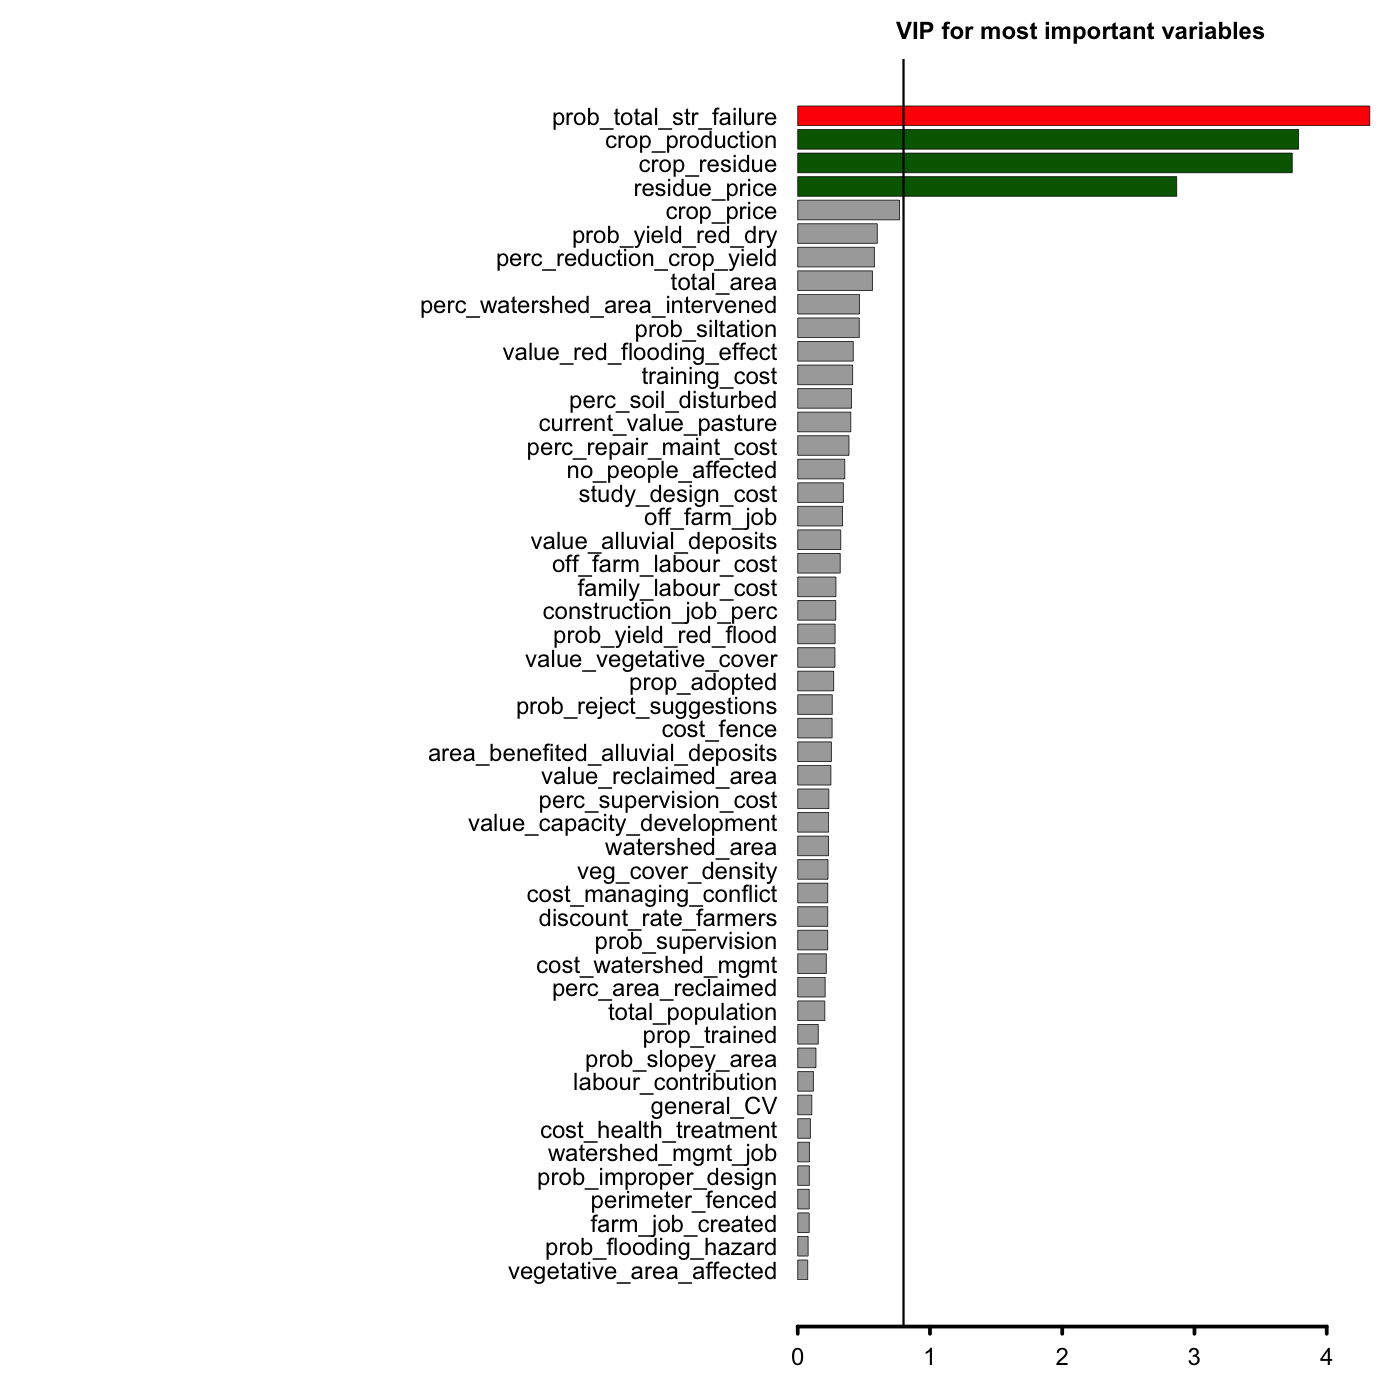 VIP for most important variables
prob_total_str_failure
crop_production
crop_residue
residue_price
crop_price
prob_yield_red_dry
perc_reduction_crop_yield
total_area
perc_watershed_area_intervened
prob_siltation
value_red_flooding_effect
training_cost
perc_soil_disturbed
current_value_pasture
perc_repair_maint_cost
no_people_affected
study_design_cost
off_farm_job
value_alluvial_deposits
off_farm_labour_cost
family_labour_cost
construction_job_perc
prob_yield_red_flood
value_vegetative_cover
prop_adopted
prob_reject_suggestions
cost_fence
area_benefited_alluvial_deposits
value_reclaimed_area
perc_supervision_cost
value_capacity_development
watershed_area
veg_cover_density
cost_managing_conflict
discount_rate_farmers
prob_supervision
cost_watershed_mgmt
perc_area_reclaimed
total_population
prop_trained
prob_slopey_area
labour_contribution
general_CV
cost_health_treatment
watershed_mgmt_job
prob_improper_design
perimeter_fenced
farm_job_created
prob_flooding_hazard
vegetative_area_affected
0 1 2 3 4